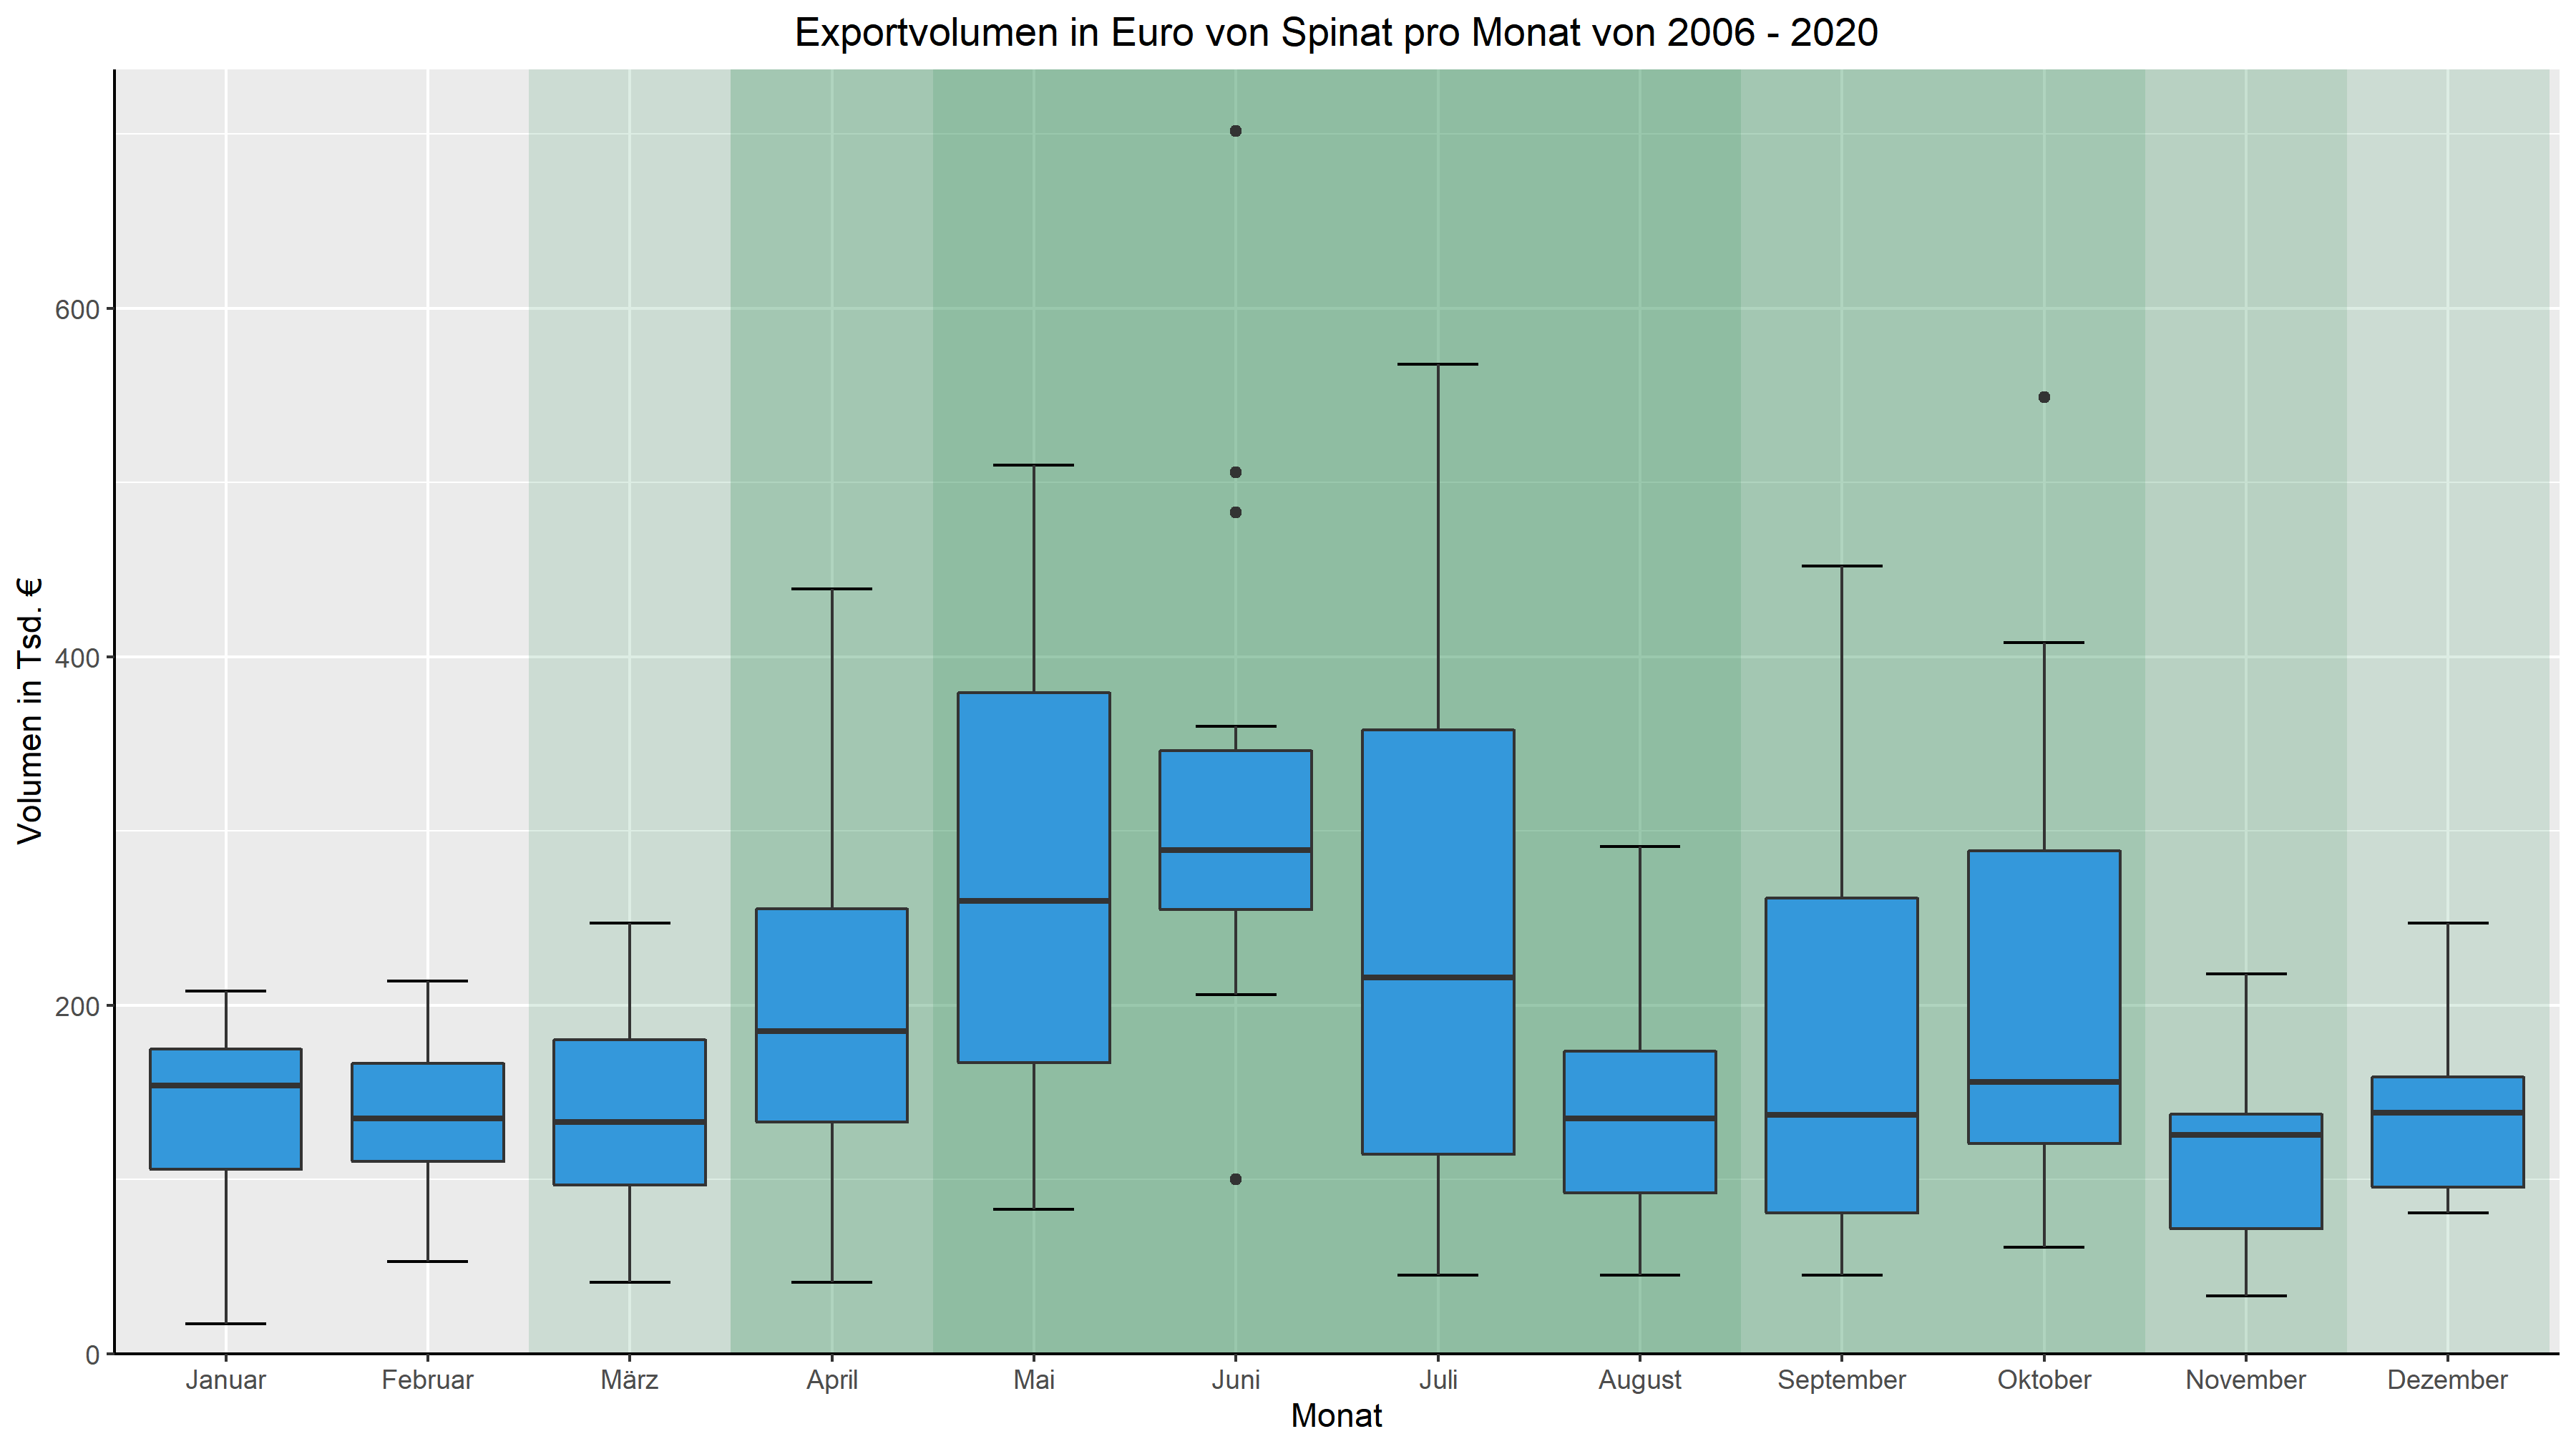 Exportvolumen in Euro von Spinat pro Monat von 2006 - 2020
Volumen in Tsd. €
600
400
200
0
Januar Februar März April Mai Juni Juli August September Oktober November Dezember
Monat